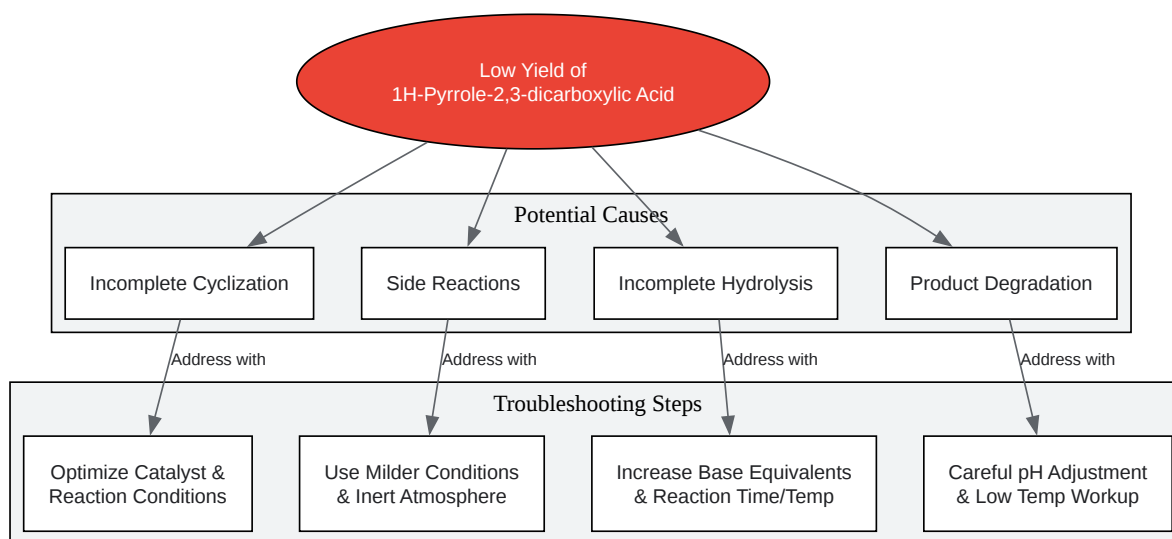 Low Yield of
1H-Pyrrole-2,3-dicarboxylic Acid
Potential Causes
Incomplete Cyclization
Side Reactions
Incomplete Hydrolysis
Product Degradation
Address with
Address with
Address with
Address with
Troubleshooting Steps
Optimize Catalyst &
Reaction Conditions
Use Milder Conditions
& Inert Atmosphere
Increase Base Equivalents
& Reaction Time/Temp
Careful pH Adjustment
& Low Temp Workup